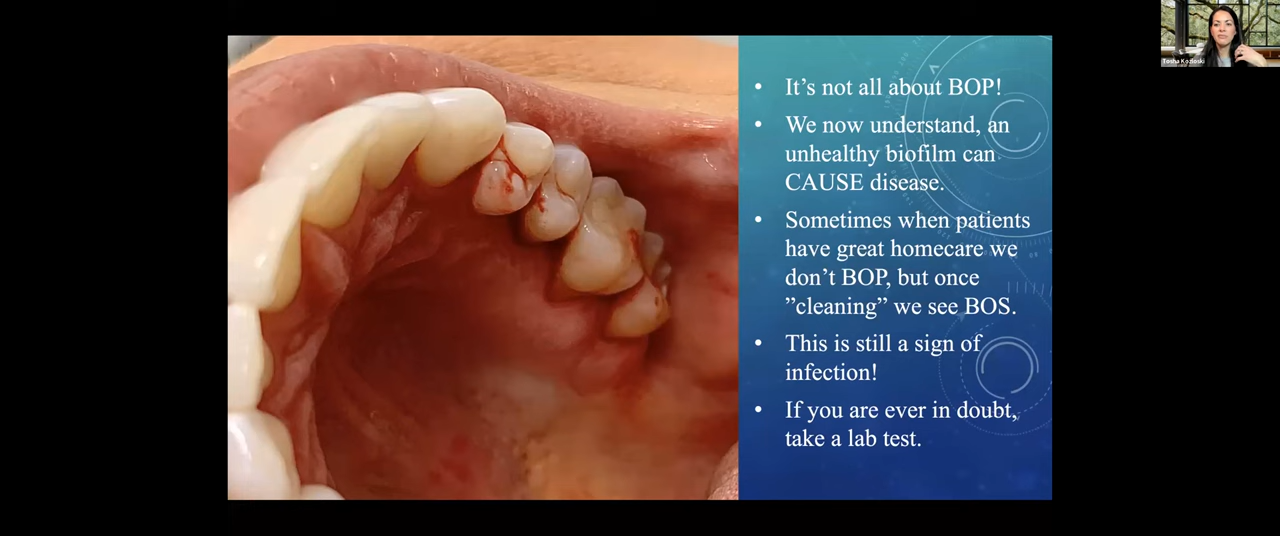 • It's not all about BOP!
• We now understand, an
unhealthy biofilm can
CAUSE disease.
• Sometimes when patients
have great homecare we
don't BOP, but once
”cleaning” we see BOS.
• This is still a sign of
infection!
• If you are ever in doubt,
take a lab test.
Tosha Kozloski